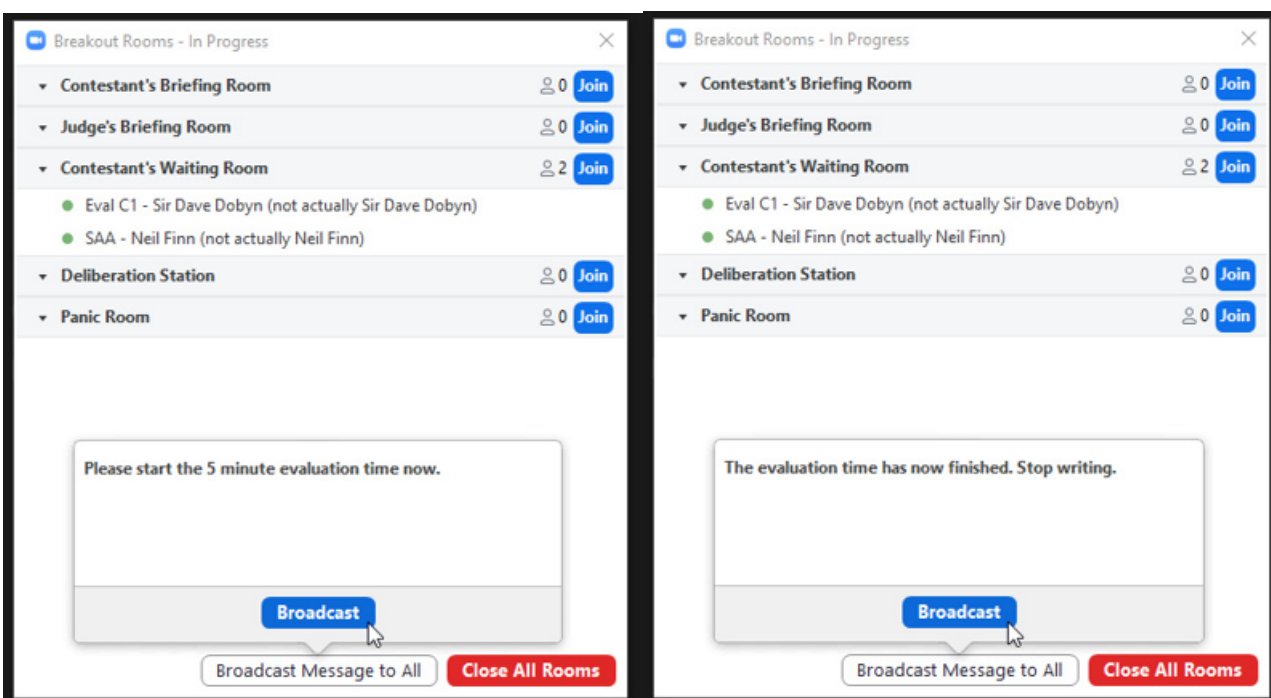 Breakout Rooms - In Progress
Contestant's Briefing Room 0 Join
Judge's Briefing Room 0 Join
Contestant's Waiting Room 2 Join
Eval C1 - Sir Dave Dobyn (not actually Sir Dave Dobyn)
SAA - Neil Finn (not actually Neil Finn)
Deliberation Station 0 Join
Panic Room 0 Join
Please start the 5 minute evaluation time now.
Broadcast
Broadcast Message to All Close All Rooms
Breakout Rooms - In Progress
Contestant's Briefing Room 0 Join
Judge's Briefing Room 0 Join
Contestant's Waiting Room 2 Join
Eval C1 - Sir Dave Dobyn (not actually Sir Dave Dobyn)
SAA - Neil Finn (not actually Neil Finn)
Deliberation Station 0 Join
Panic Room 0 Join
The evaluation time has now finished. Stop writing.
Broadcast
Broadcast Message to All Close All Rooms